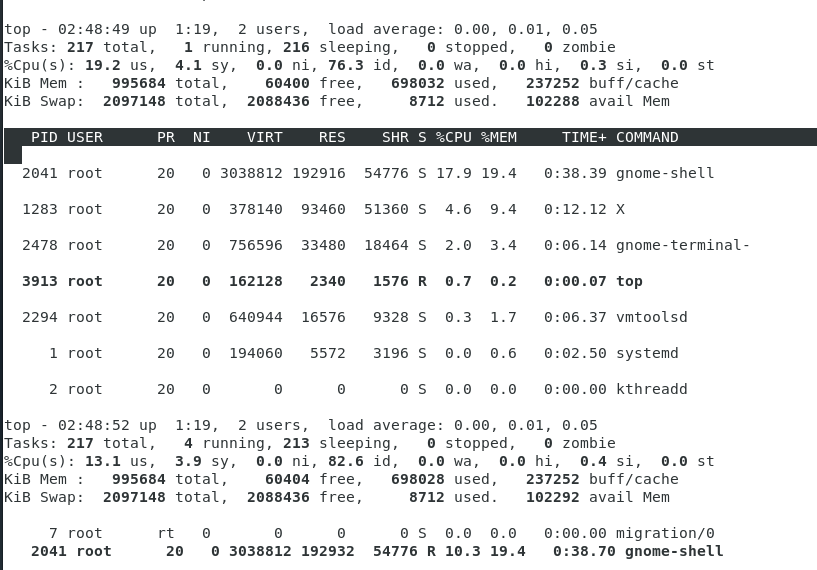 top - 02:48:49 up  1:19,  2 users,  load average: 0.00, 0.01, 0.05
Tasks: 217 total,   1 running, 216 sleeping,   0 stopped,   0 zombie
%Cpu(s): 19.2 us,  4.1 sy,  0.0 ni, 76.3 id,  0.0 wa,  0.0 hi,  0.3 si,  0.0 st
KiB Mem :   995684 total,    60400 free,   698032 used,   237252 buff/cache
KiB Swap:  2097148 total,  2088436 free,     8712 used.   102288 avail Mem
   PID USER      PR  NI    VIRT    RES    SHR S %CPU %MEM     TIME+ COMMAND
  2041 root      20   0 3038812 192916  54776 S 17.9 19.4   0:38.39 gnome-shell
  1283 root      20   0  378140  93460  51360 S  4.6  9.4   0:12.12 X
  2478 root      20   0  756596  33480  18464 S  2.0  3.4   0:06.14 gnome-terminal-
  3913 root      20   0  162128   2340   1576 R  0.7  0.2   0:00.07 top
  2294 root      20   0  640944  16576   9328 S  0.3  1.7   0:06.37 vmtoolsd
     1 root      20   0  194060   5572   3196 S  0.0  0.6   0:02.50 systemd
     2 root      20   0       0      0      0 S  0.0  0.0   0:00.00 kthreadd
top - 02:48:52 up  1:19,  2 users,  load average: 0.00, 0.01, 0.05
Tasks: 217 total,   4 running, 213 sleeping,   0 stopped,   0 zombie
%Cpu(s): 13.1 us,  3.9 sy,  0.0 ni, 82.6 id,  0.0 wa,  0.0 hi,  0.4 si,  0.0 st
KiB Mem :   995684 total,    60404 free,   698028 used,   237252 buff/cache
KiB Swap:  2097148 total,  2088436 free,     8712 used.   102292 avail Mem
     7 root      rt   0       0      0      0 S  0.0  0.0   0:00.00 migration/0
   2041 root      20   0 3038812 192932  54776 R 10.3 19.4   0:38.70 gnome-shell